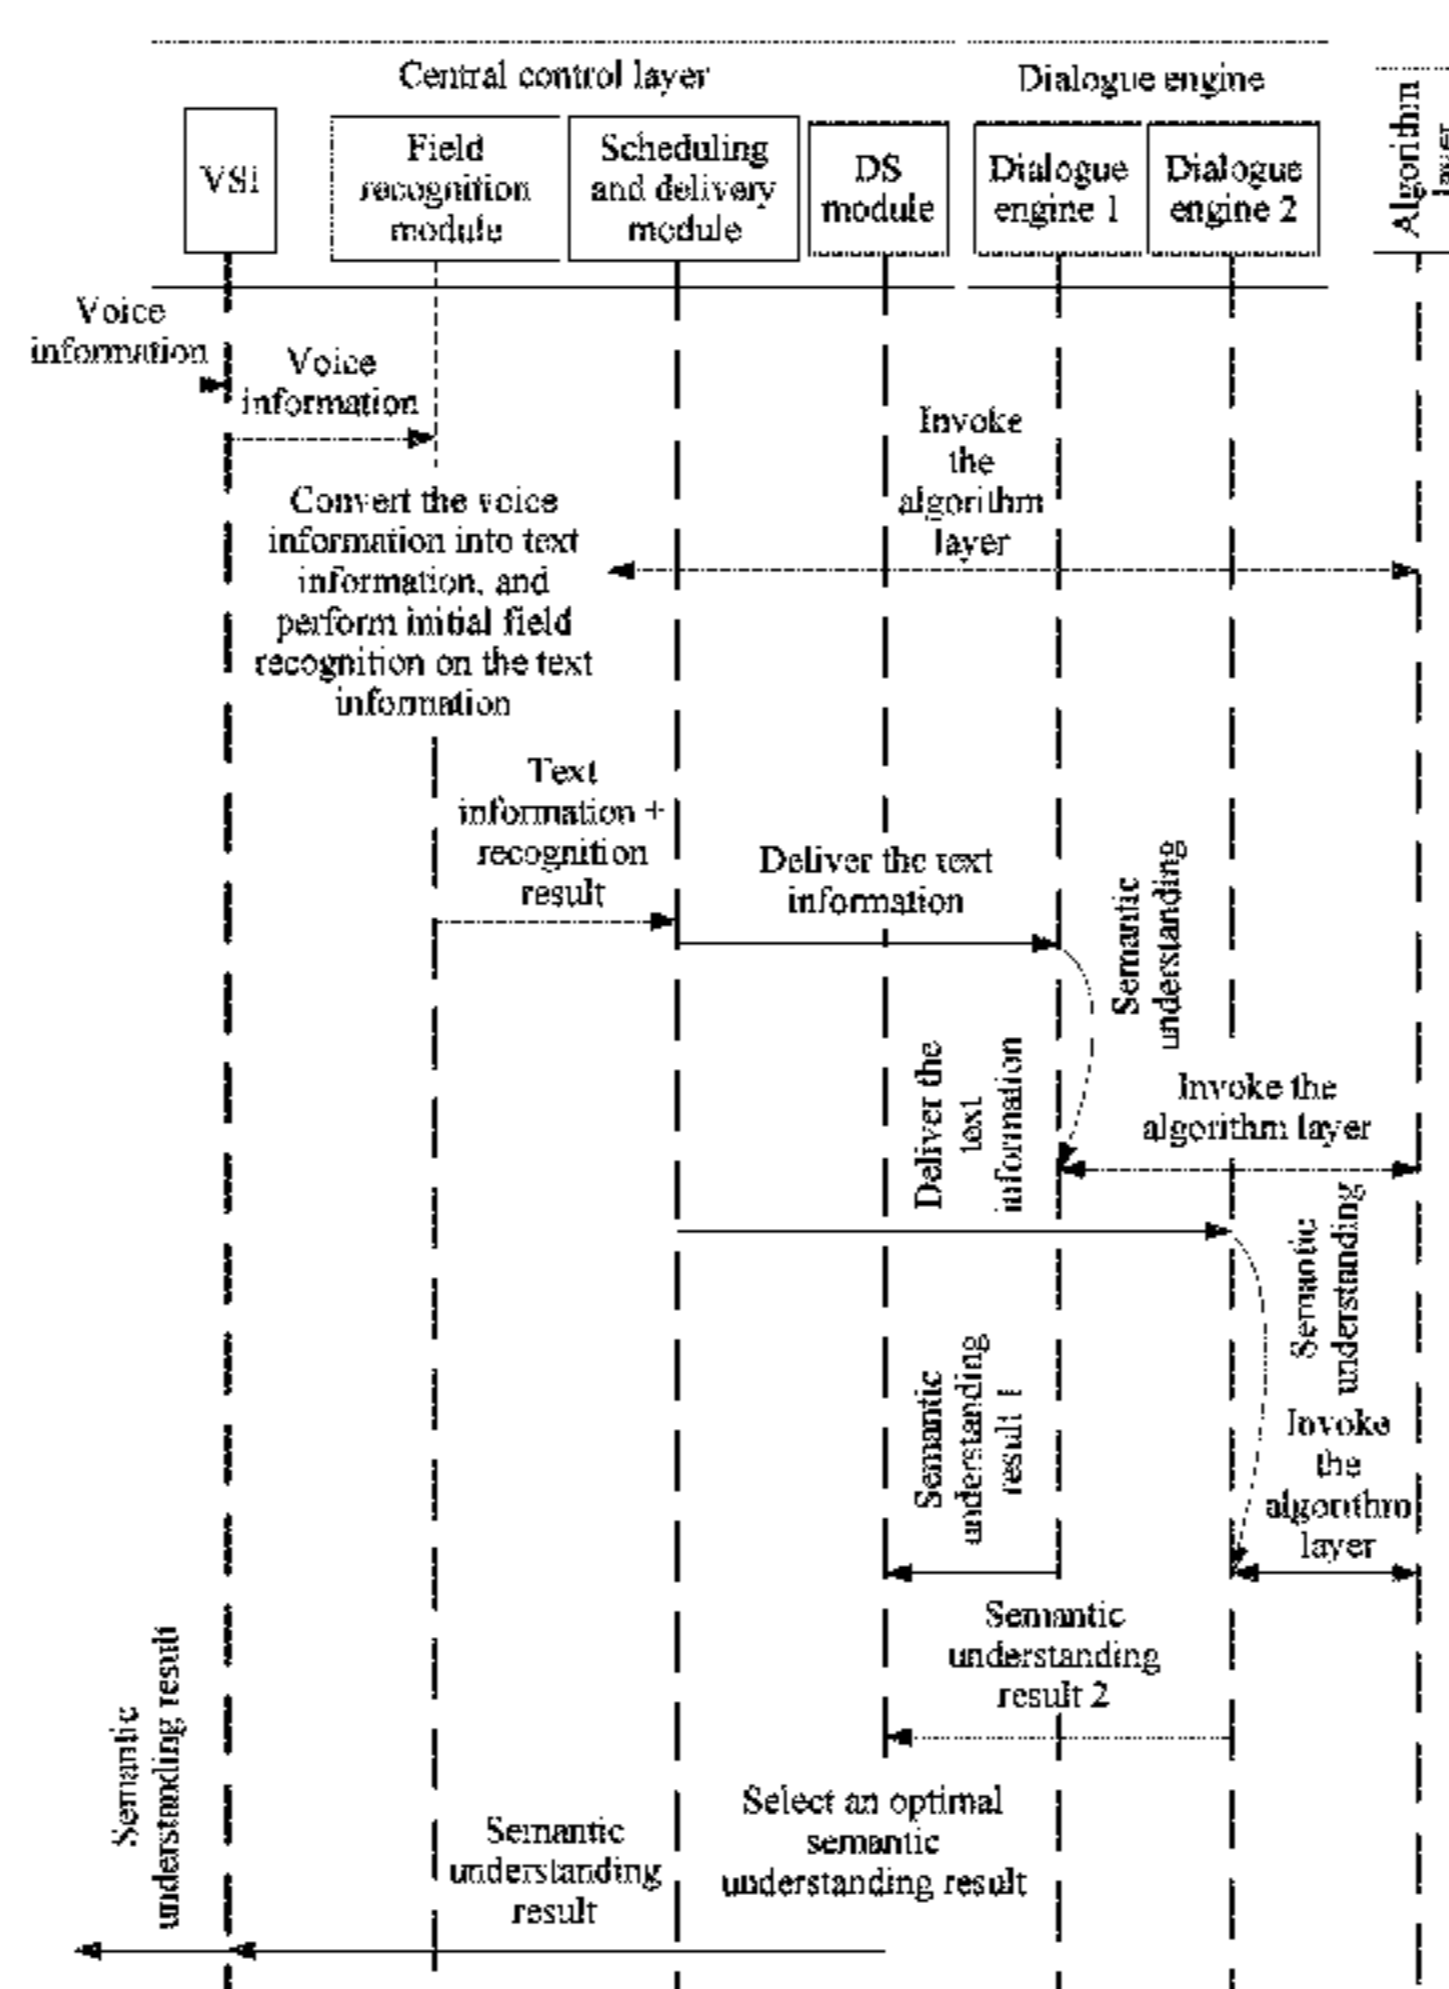 Central control layer
Dialogue engine
VSI
Field
recognition
module
Scheduling
and delivery
module
DS
module
Dialogue
engine 1
Dialogue
engine 2
Algorithm
layer
Voice
information
Voice
information
Invoke
the
algorithm
layer
Convert the voice
information into text
information, and
perform initial field
recognition on the text
information
Text
information +
recognition
result
Deliver the text
information
Semantic
understanding
Invoke the
algorithm layer
Deliver the
text
information
Semantic
understanding
Invoke
the
algorithm
layer
Semantic
understanding
result 1
Semantic
understanding
result 2
Select an optimal
semantic
understanding result
Semantic
understanding
result
Semantic
understanding result